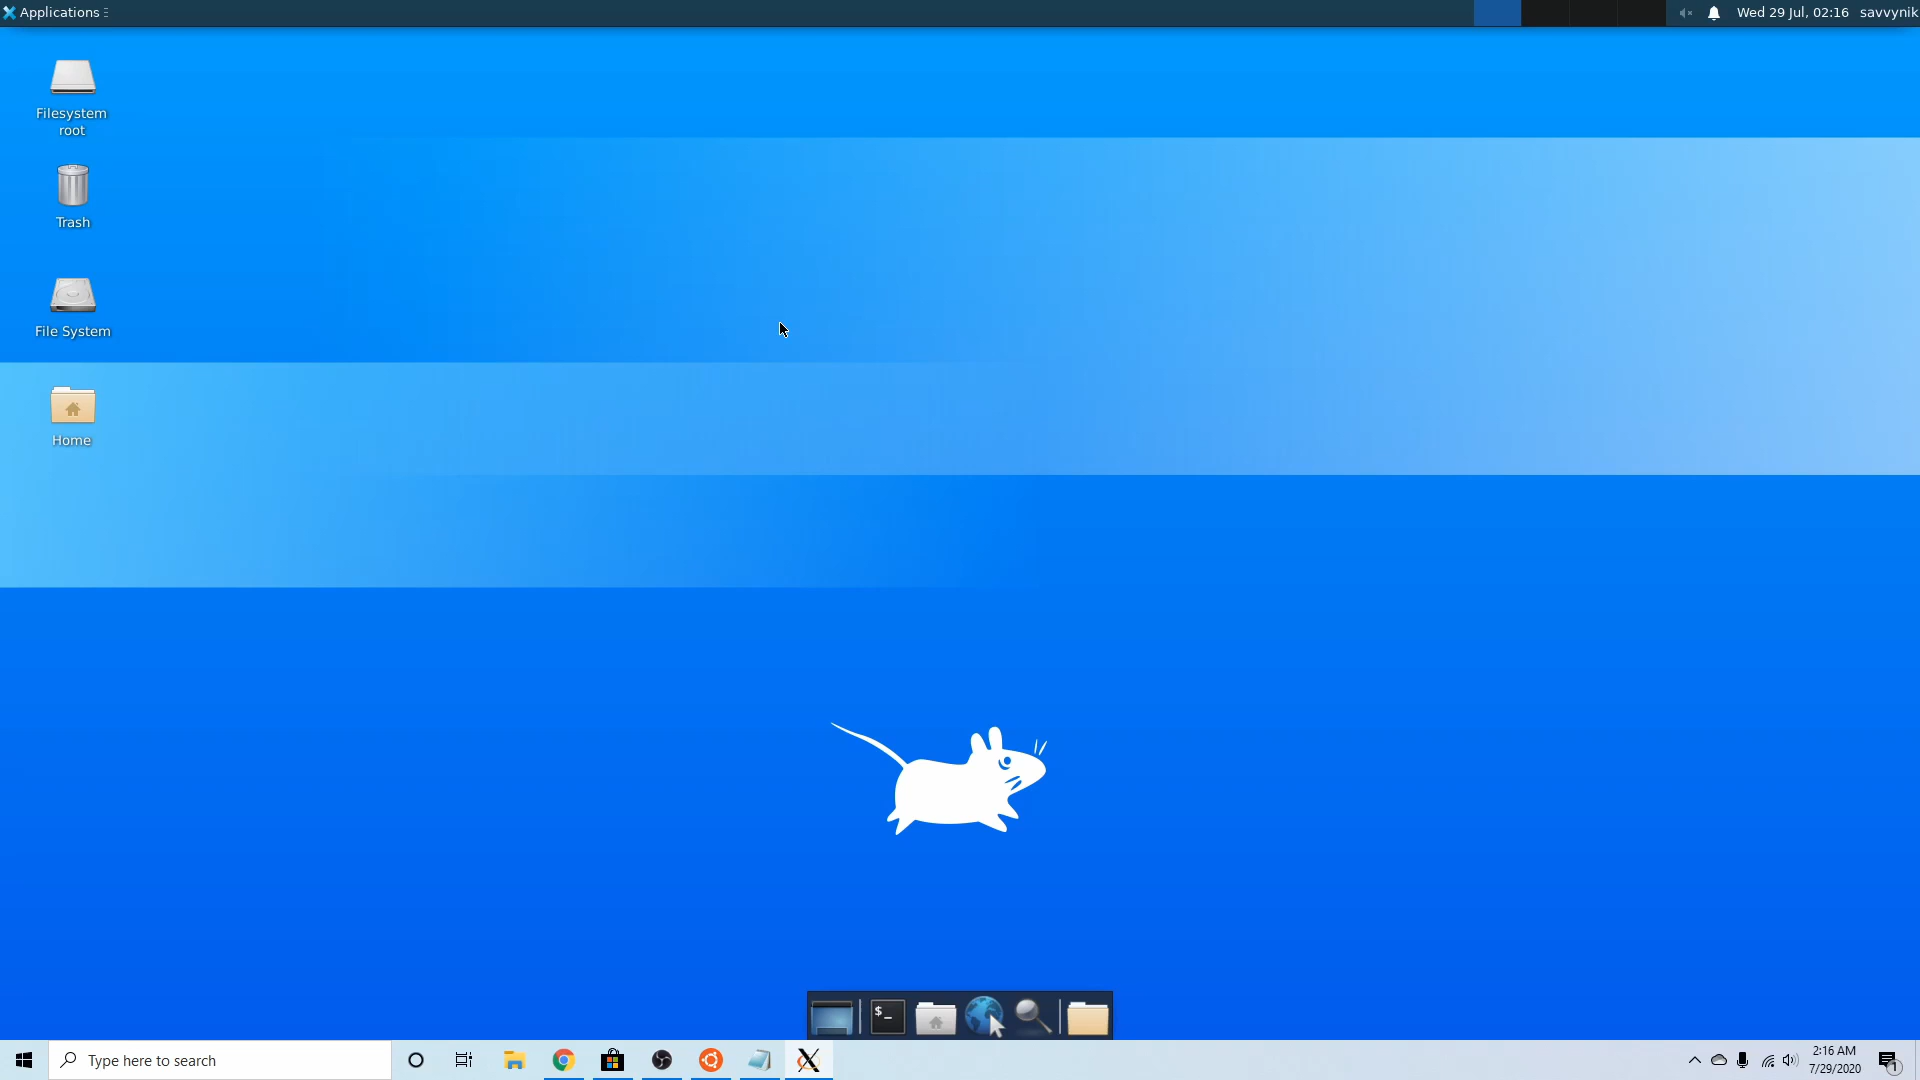 Applications
Wed 29 Jul, 02:16 savvynik
Filesystem
root
Trash
File System
Home
$_
Type here to search
2:16 AM
7/29/2020
1